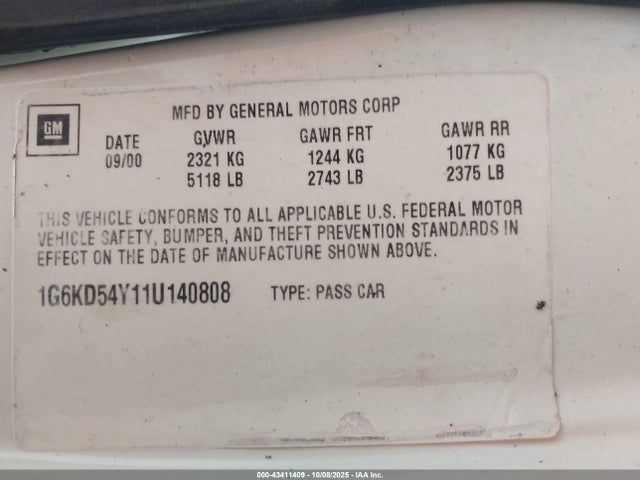 MFD BY GENERAL MOTORS CORP
GM
DATE GVWR GAWR FRT GAWR RR
09/00 2321 KG 1244 KG 1077 KG
5118 LB 2743 LB 2375 LB
THIS VEHICLE CONFORMS TO ALL APPLICABLE U.S. FEDERAL MOTOR
VEHICLE SAFETY, BUMPER, AND THEFT PREVENTION STANDARDS IN
EFFECT ON THE DATE OF MANUFACTURE SHOWN ABOVE.
1G6KD54Y11U140808 TYPE: PASS CAR
000-43411409 | 10/08/2025 | IAA Inc.